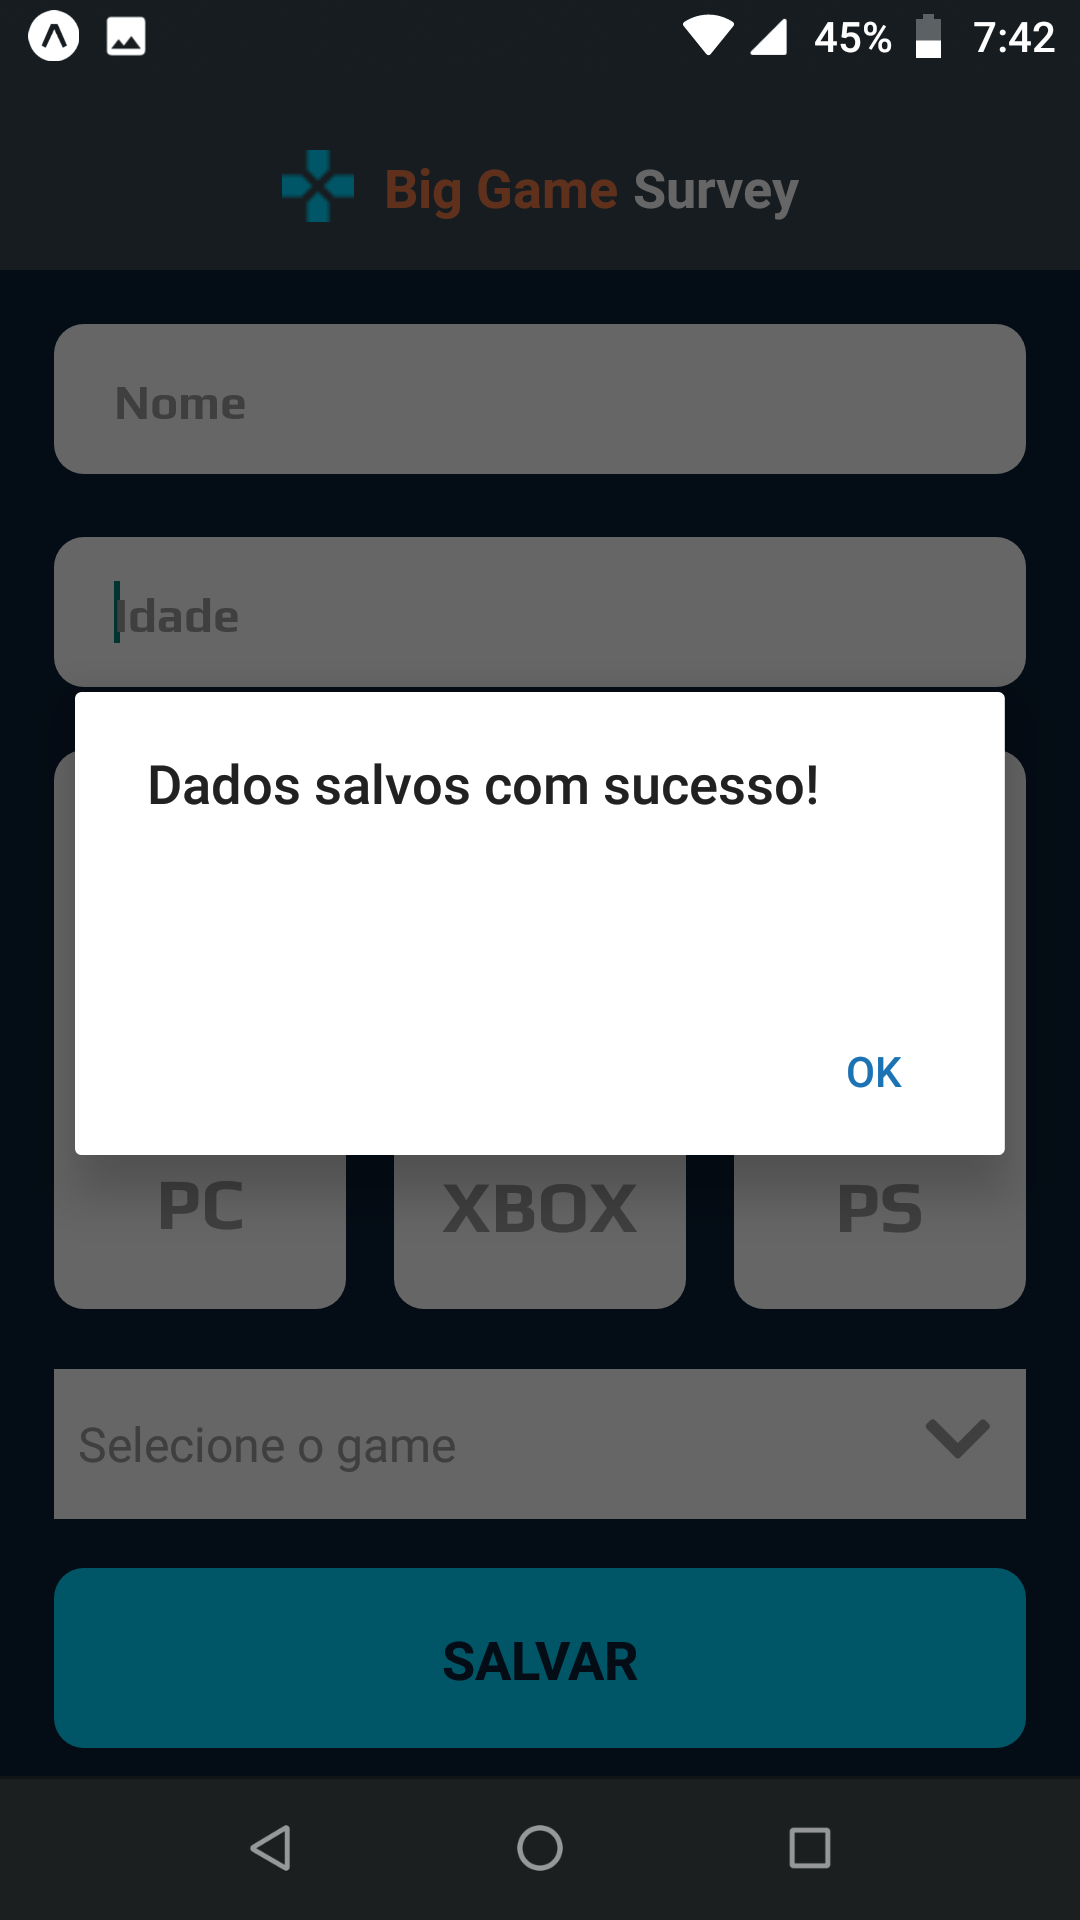 45% 7:42
Big Game Survey
Nome
Idade
Dados salvos com sucesso!
OK
PC XBOX PS
Selecione o game
SALVAR